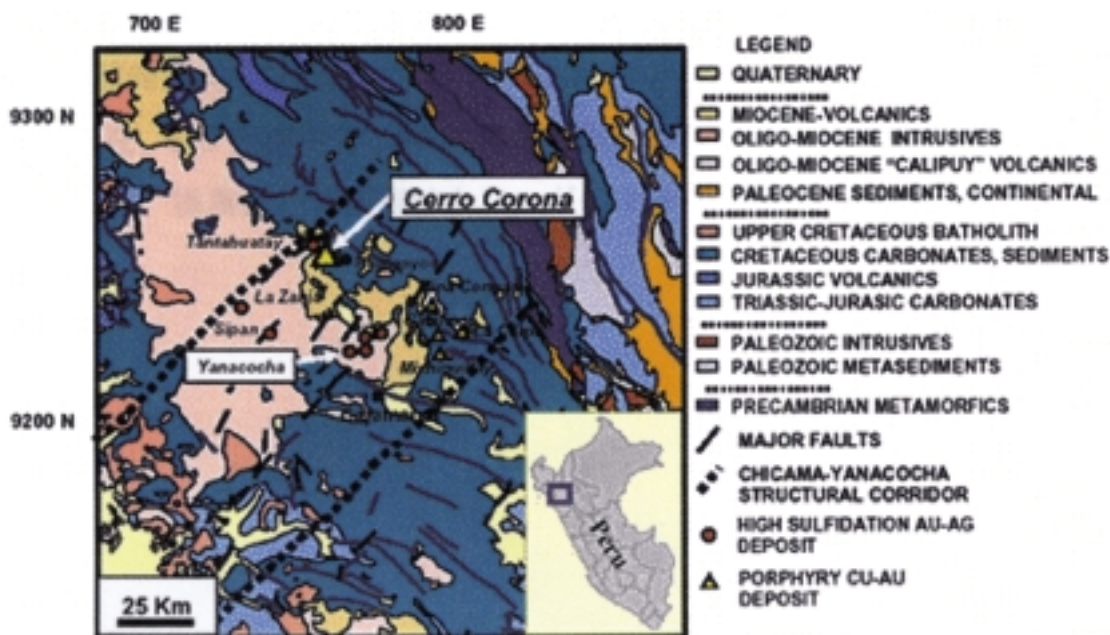 700 E
800 E
9300 N
9200 N
Cerro Corona
Tantahuatay
La Zanja
Sipan
Yanacocha
Peru
25 Km
LEGEND
QUATERNARY
MIOCENE-VOLCANICS
OLIGO-MIOCENE INTRUSIVES
OLIGO-MIOCENE "CALIPUY" VOLCANICS
PALEOCENE SEDIMENTS, CONTINENTAL
UPPER CRETACEOUS BATHOLITH
CRETACEOUS CARBONATES, SEDIMENTS
JURASSIC VOLCANICS
TRIASSIC-JURASIC CARBONATES
PALEOZOIC INTRUSIVES
PALEOZOIC METASEDIMENTS
PRECAMBRIAN METAMORFICS
MAJOR FAULTS
CHICAMA-YANACOCHA
STRUCTURAL CORRIDOR
HIGH SULFIDATION AU-AG
DEPOSIT
PORPHYRY CU-AU
DEPOSIT